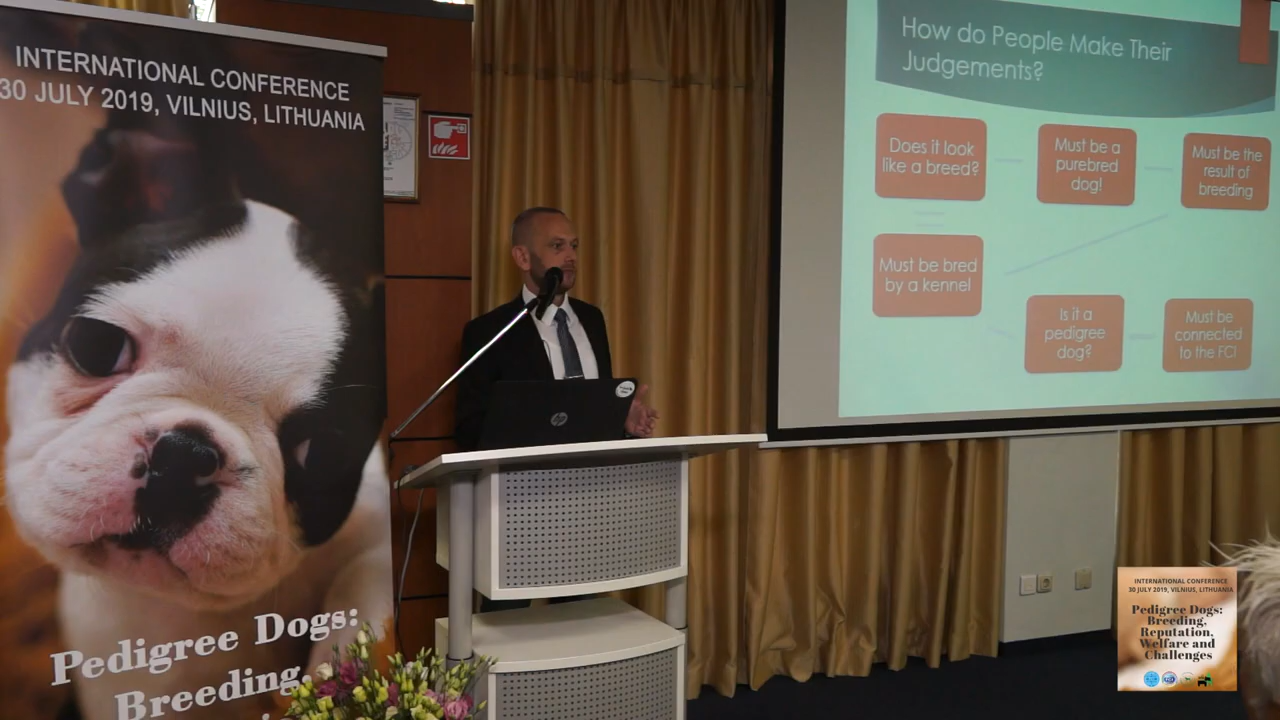 INTERNATIONAL CONFERENCE
30 JULY 2019, VILNIUS, LITHUANIA
Pedigree Dogs:
Breeding,
How do People Make Their
Judgements?
Does it look
like a breed?
Must be a
purebred
dog!
Must be the
result of
breeding
Must be bred
by a kennel
Is it a
pedigree
dog?
Must be
connected
to the FCI
hp
INTERNATIONAL CONFERENCE
30 JULY 2019, VILNIUS, LITHUANIA
Pedigree Dogs:
Breeding,
Reputation,
Welfare and
Challenges